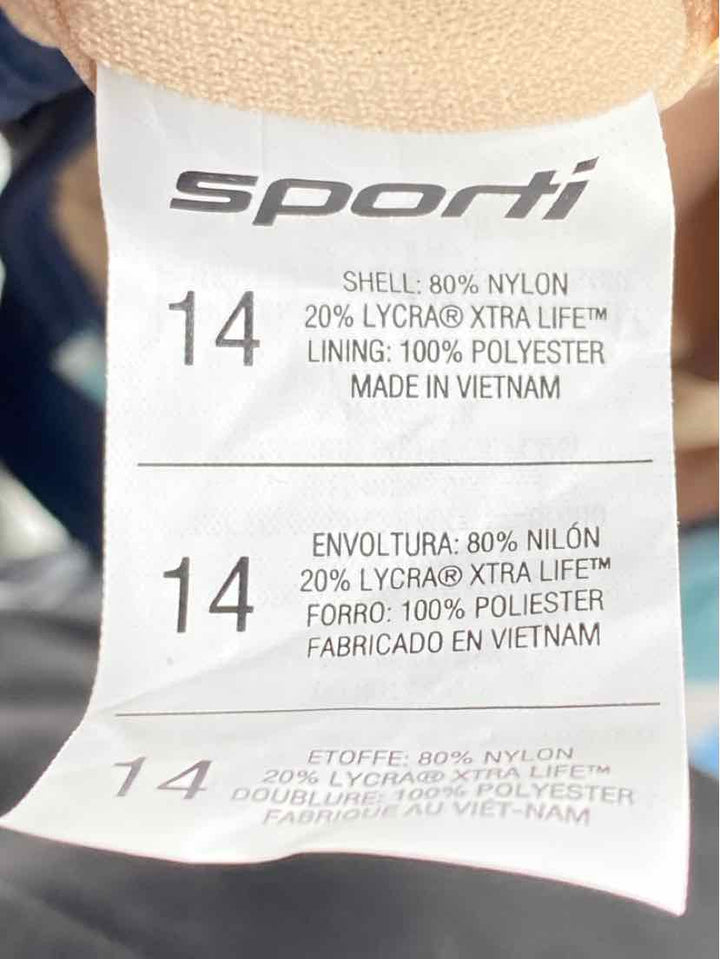 sporti
14
SHELL: 80% NYLON
20% LYCRA® XTRA LIFE™
LINING: 100% POLYESTER
MADE IN VIETNAM
14
ENVOLTURA: 80% NILÓN
20% LYCRA® XTRA LIFE™
FORRO: 100% POLIESTER
FABRICADO EN VIETNAM
14
ETOFFE: 80% NYLON
20% LYCRA® XTRA LIFE™
DOUBLURE: 100% POLYESTER
FABRIQUE AU VIÊT-NAM